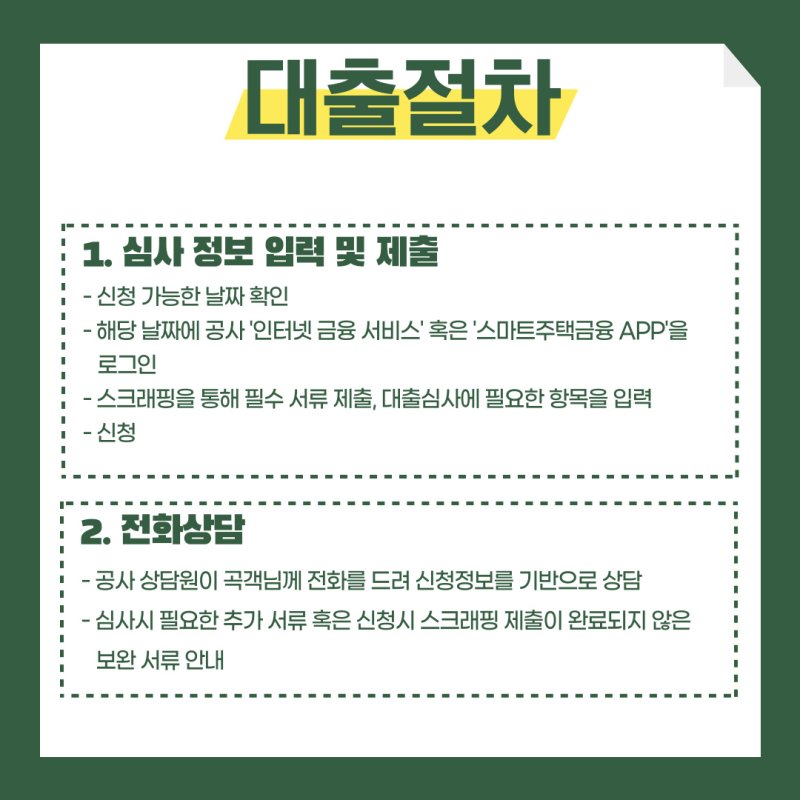 대출절차
1. 심사 정보 입력 및 제출
- 신청 가능한 날짜 확인
- 해당 날짜에 공사 '인터넷 금융 서비스' 혹은 '스마트주택금융 APP'을
로그인
- 스크래핑을 통해 필수 서류 제출, 대출심사에 필요한 항목을 입력
- 신청
2. 전화상담
- 공사 상담원이 곡객님께 전화를 드려 신청정보를 기반으로 상담
- 심사시 필요한 추가 서류 혹은 신청시 스크래핑 제출이 완료되지 않은
보완 서류 안내